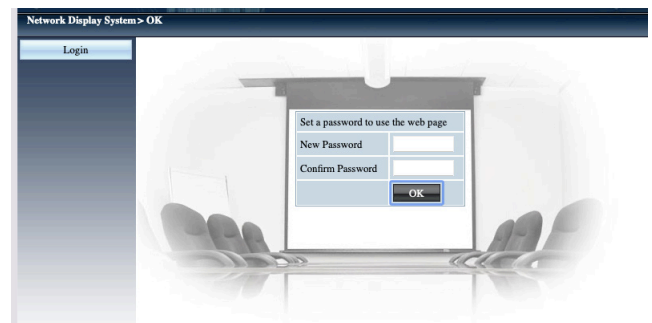 Network Display System> OK
Login
Set a password to use the web page
New Password
Confirm Password
OK